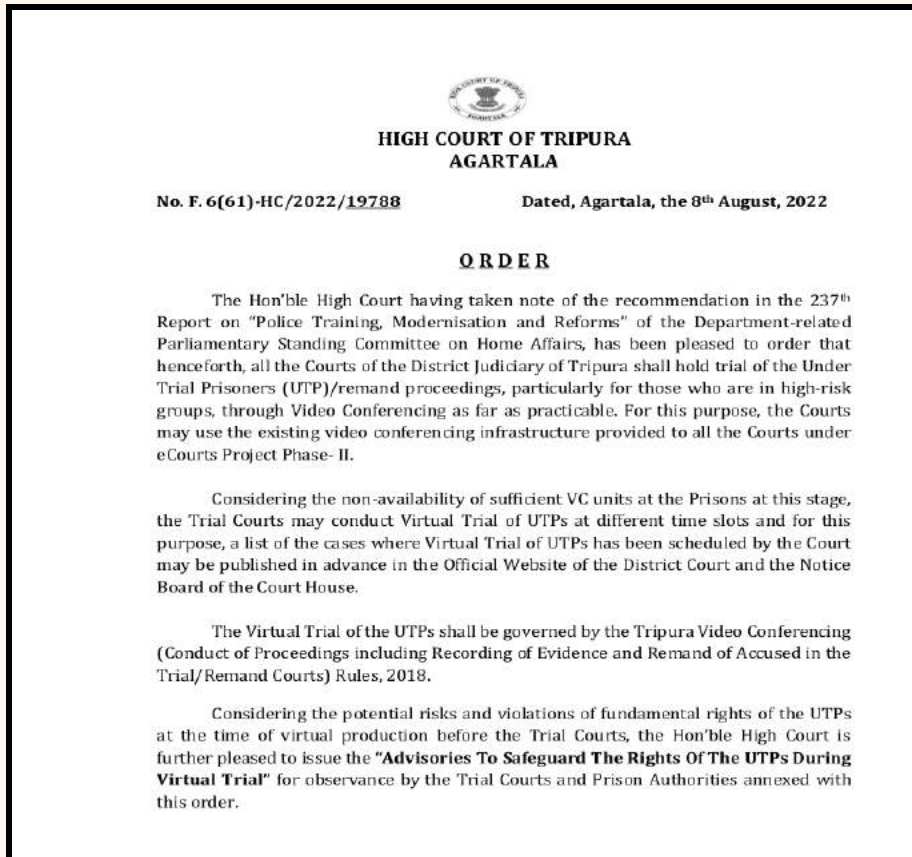 HIGH COURT OF TRIPURA
AGARTALA
HIGH COURT OF TRIPURA
AGARTALA
No. F. 6(61)-HC/2022/19788 Dated, Agartala, the 8th August, 2022
O R D E R
The Hon'ble High Court having taken note of the recommendation in the 237th
Report on "Police Training, Modernisation and Reforms" of the Department-related
Parliamentary Standing Committee on Home Affairs, has been pleased to order that
henceforth, all the Courts of the District Judiciary of Tripura shall hold trial of the Under
Trial Prisoners (UTP)/remand proceedings, particularly for those who are in high-risk
groups, through Video Conferencing as far as practicable. For this purpose, the Courts
may use the existing video conferencing infrastructure provided to all the Courts under
eCourts Project Phase- II.
Considering the non-availability of sufficient VC units at the Prisons at this stage,
the Trial Courts may conduct Virtual Trial of UTPs at different time slots and for this
purpose, a list of the cases where Virtual Trial of UTPs has been scheduled by the Court
may be published in advance in the Official Website of the District Court and the Notice
Board of the Court House.
The Virtual Trial of the UTPs shall be governed by the Tripura Video Conferencing
(Conduct of Proceedings including Recording of Evidence and Remand of Accused in the
Trial/Remand Courts) Rules, 2018.
Considering the potential risks and violations of fundamental rights of the UTPs
at the time of virtual production before the Trial Courts, the Hon'ble High Court is
further pleased to issue the "Advisories To Safeguard The Rights Of The UTPs During
Virtual Trial" for observance by the Trial Courts and Prison Authorities annexed with
this order.